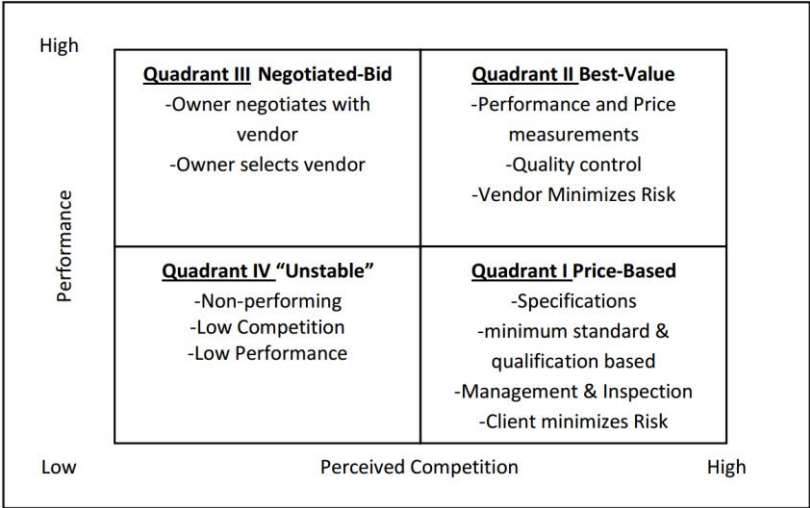 High
Quadrant III Negotiated-Bid
-Owner negotiates with
vendor
-Owner selects vendor
Quadrant II Best-Value
-Performance and Price
measurements
-Quality control
-Vendor Minimizes Risk
Performance
Quadrant IV “Unstable”
-Non-performing
-Low Competition
-Low Performance
Quadrant I Price-Based
-Specifications
-minimum standard &
qualification based
-Management & Inspection
-Client minimizes Risk
Low
Perceived Competition
High